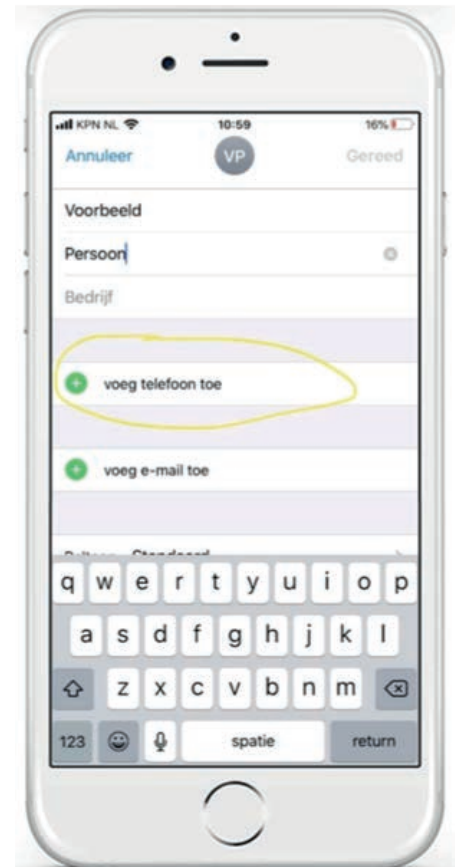 KPN NL 10:59 16%
Annuleer VP Gereed
Voorbeeld
Persoon
Bedrijf
voeg telefoon toe
voeg e-mail toe
Standaard
q w e r t y u i o p
a s d f g h j k l
z x c v b n m
123 spatie return